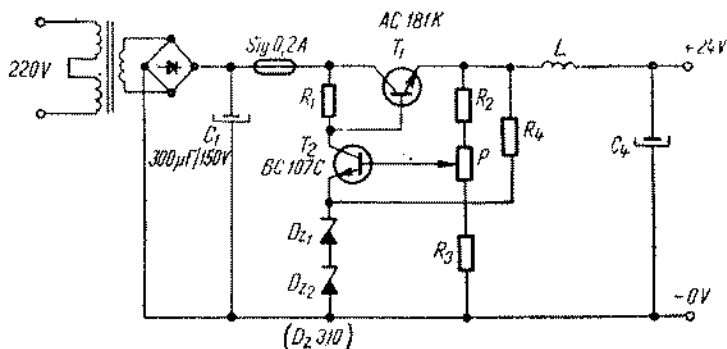 AC 181K
220V
Sig 0,2A
T1
L
+24V
R1
R2
C1
300µF/150V
T2
BC 107C
P
R4
C4
Dz1
Dz2
R3
(Dz 310)
-0V